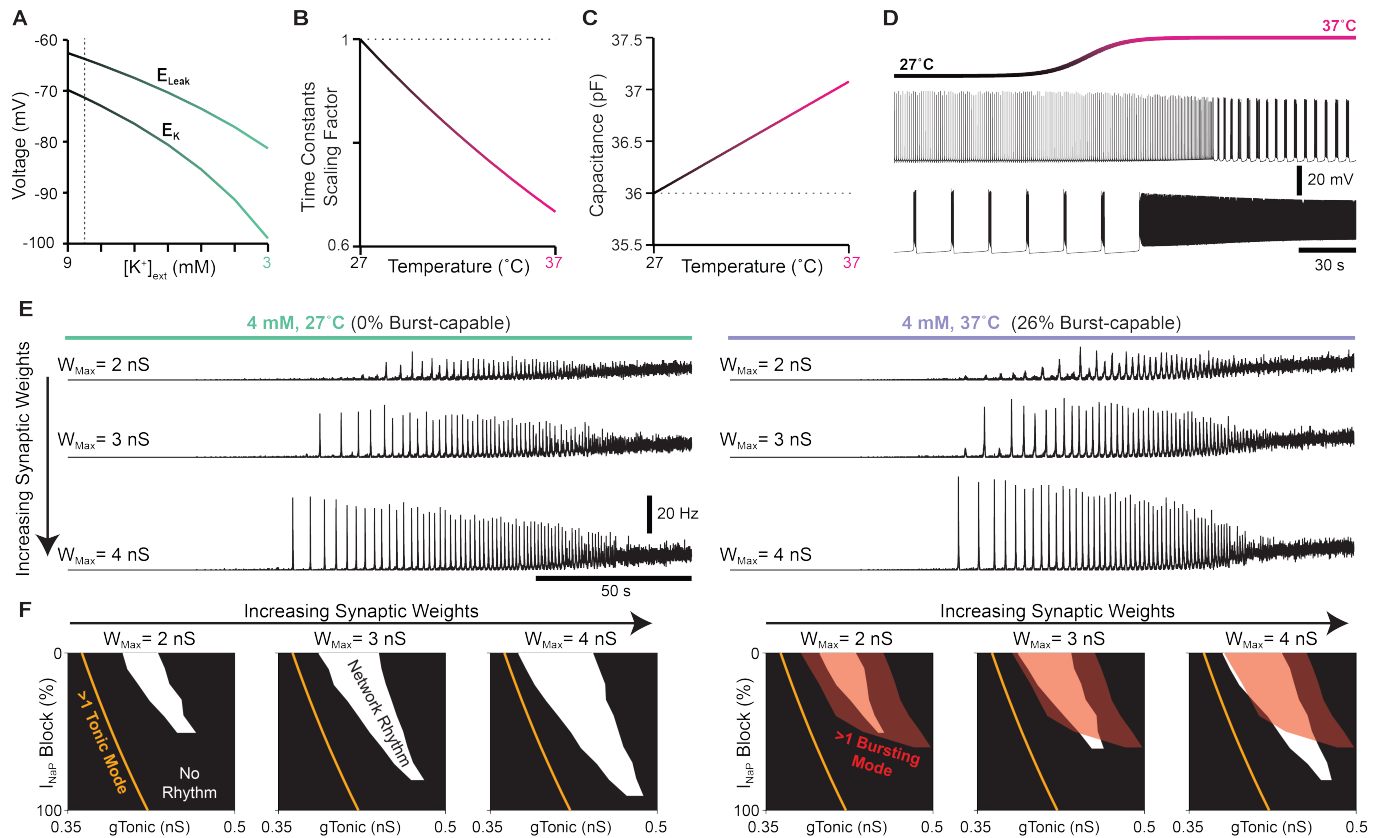 A
-60
-70
-80
-90
-100
Voltage (mV)
E_Leak
E_K
9
[K⁺]_ext (mM)
3
B
1
0.6
Time Constants
Scaling Factor
27
Temperature (˚C)
37
C
37.5
37
36.5
36
35.5
Capacitance (pF)
27
Temperature (˚C)
37
D
37˚C
27˚C
20 mV
30 s
E
4 mM, 27˚C (0% Burst-capable)
4 mM, 37˚C (26% Burst-capable)
Increasing Synaptic Weights
W_Max= 2 nS
W_Max= 3 nS
W_Max= 4 nS
20 Hz
50 s
W_Max= 2 nS
W_Max= 3 nS
W_Max= 4 nS
F
Increasing Synaptic Weights
W_Max= 2 nS
W_Max= 3 nS
W_Max= 4 nS
0
100
I_NaP Block (%)
>1 Tonic Mode
No
Rhythm
Network Rhythm
0.35
gTonic (nS)
0.5
gTonic (nS)
0.35
gTonic (nS)
0.5
Increasing Synaptic Weights
W_Max= 2 nS
W_Max= 3 nS
W_Max= 4 nS
0
100
I_NaP Block (%)
>1 Bursting
Mode
0.35
gTonic (nS)
0.5
0.35
gTonic (nS)
0.5
0.35
gTonic (nS)
0.5